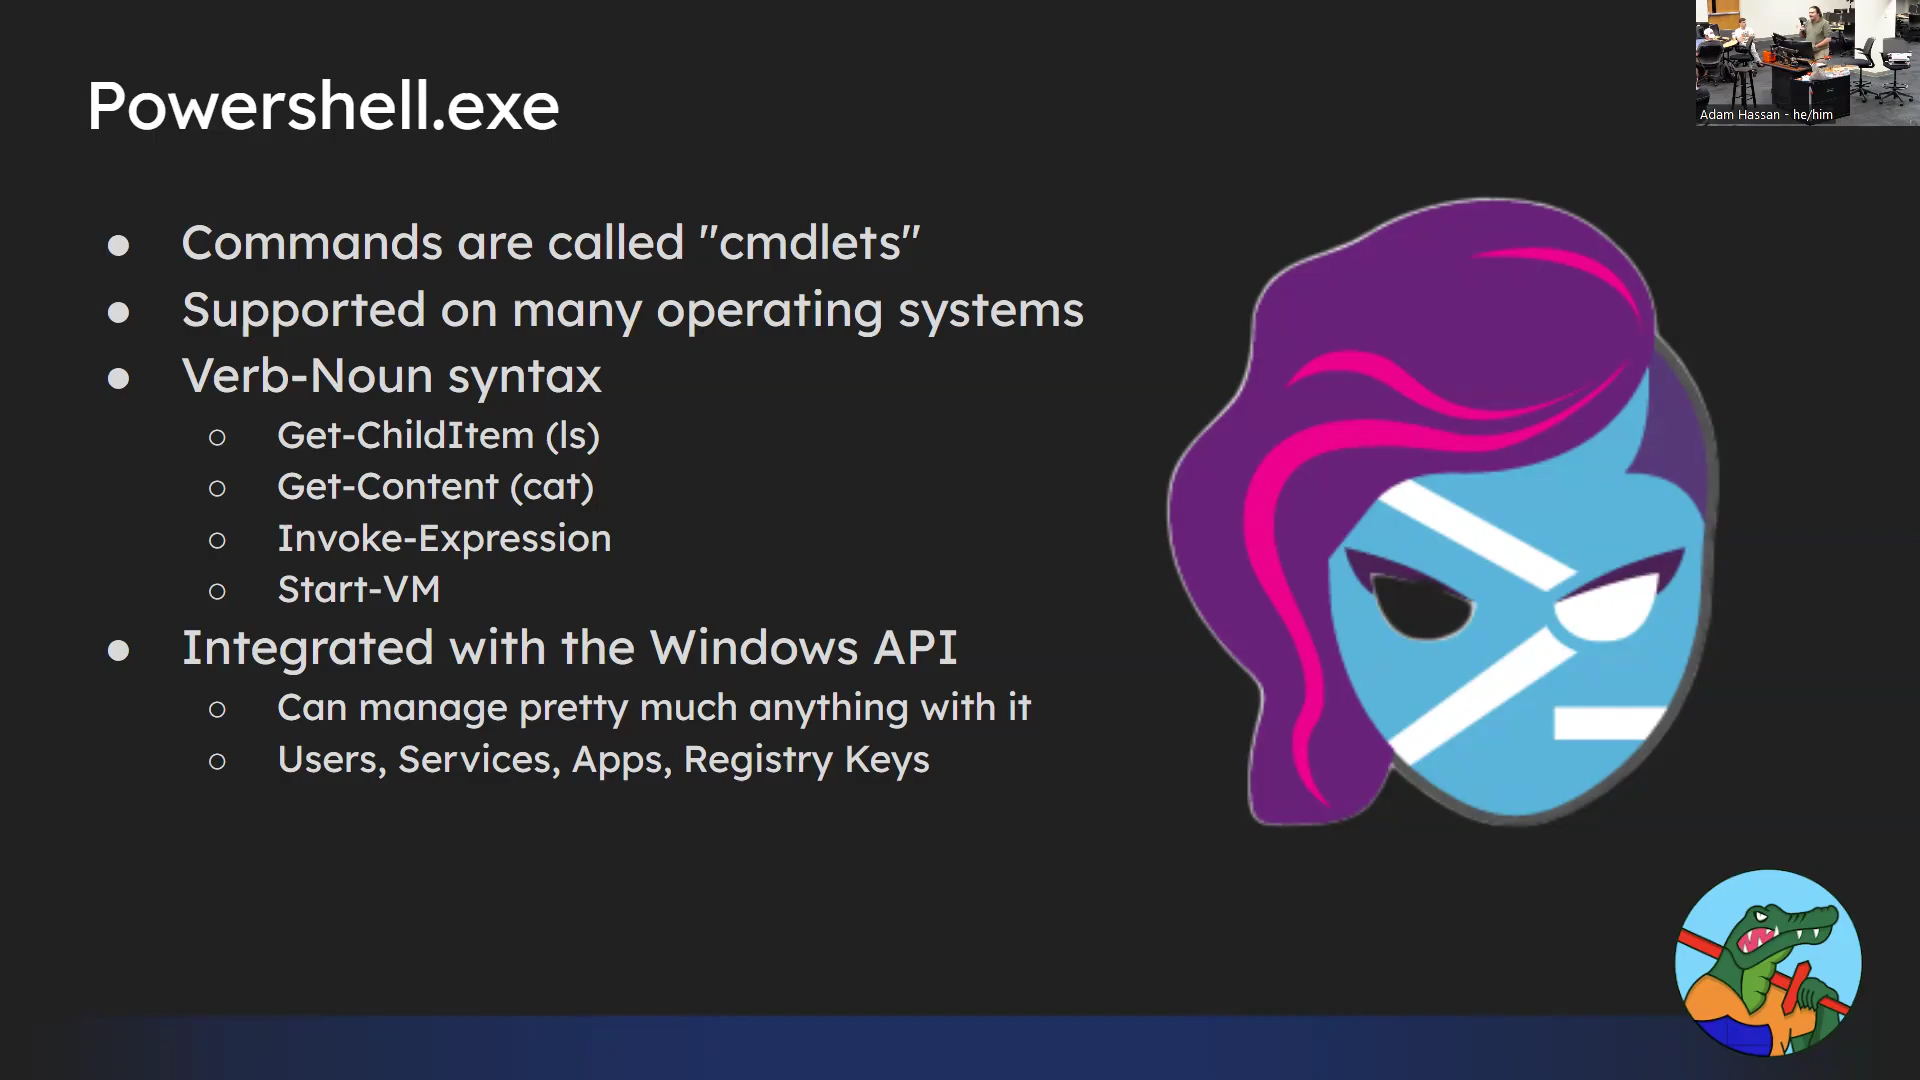 Powershell.exe
Adam Hassan - he/him
● Commands are called "cmdlets"
● Supported on many operating systems
● Verb-Noun syntax
○ Get-ChildItem (ls)
○ Get-Content (cat)
○ Invoke-Expression
○ Start-VM
● Integrated with the Windows API
○ Can manage pretty much anything with it
○ Users, Services, Apps, Registry Keys